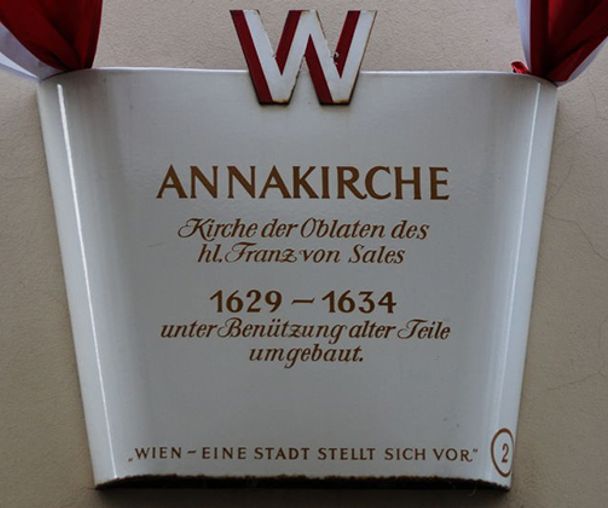 W
ANNAKIRCHE
Kirche der Oblaten des
hl. Franz von Sales
1629 – 1634
unter Benützung alter Teile
umgebaut.
„WIEN – EINE STADT STELLT SICH VOR." 2